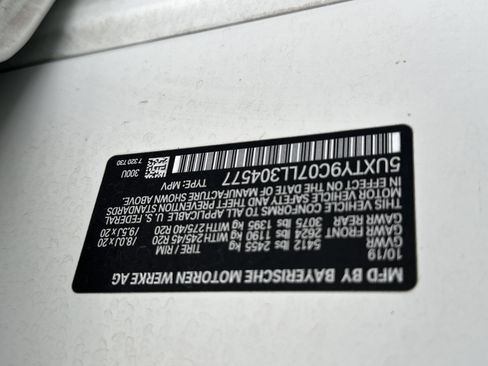 MFD BY BAYERISCHE MOTOREN WERKE AG
10/19
GVWR 5412 lbs 2455 kg TIRE / RIM
GAWR FRONT 2624 lbs 1190 kg WITH 245/45 R20 /8.0J x 20
GAWR REAR 3075 lbs 1395 kg WITH 275/40 R20 /9.5J x 20
THIS VEHICLE CONFORMS TO ALL APPLICABLE U.S. FEDERAL
MOTOR VEHICLE SAFETY AND THEFT PREVENTION STANDARDS
IN EFFECT ON THE DATE OF MANUFACTURE SHOWN ABOVE.
5UXTY9C07LL304577 TYPE: MPV
300U
7 320 730